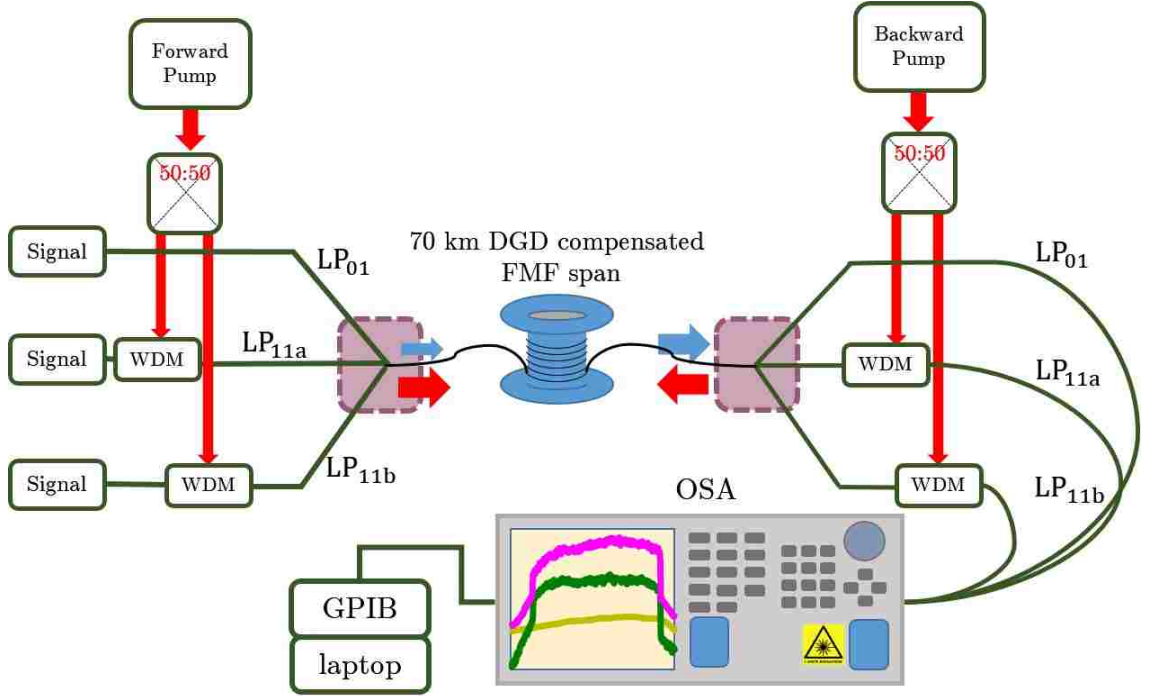 Forward
Pump
Backward
Pump
50:50
50:50
Signal
LP01
70 km DGD compensated
FMF span
LP01
Signal
WDM
LP11a
WDM
LP11a
Signal
WDM
LP11b
WDM
LP11b
OSA
GPIB
laptop